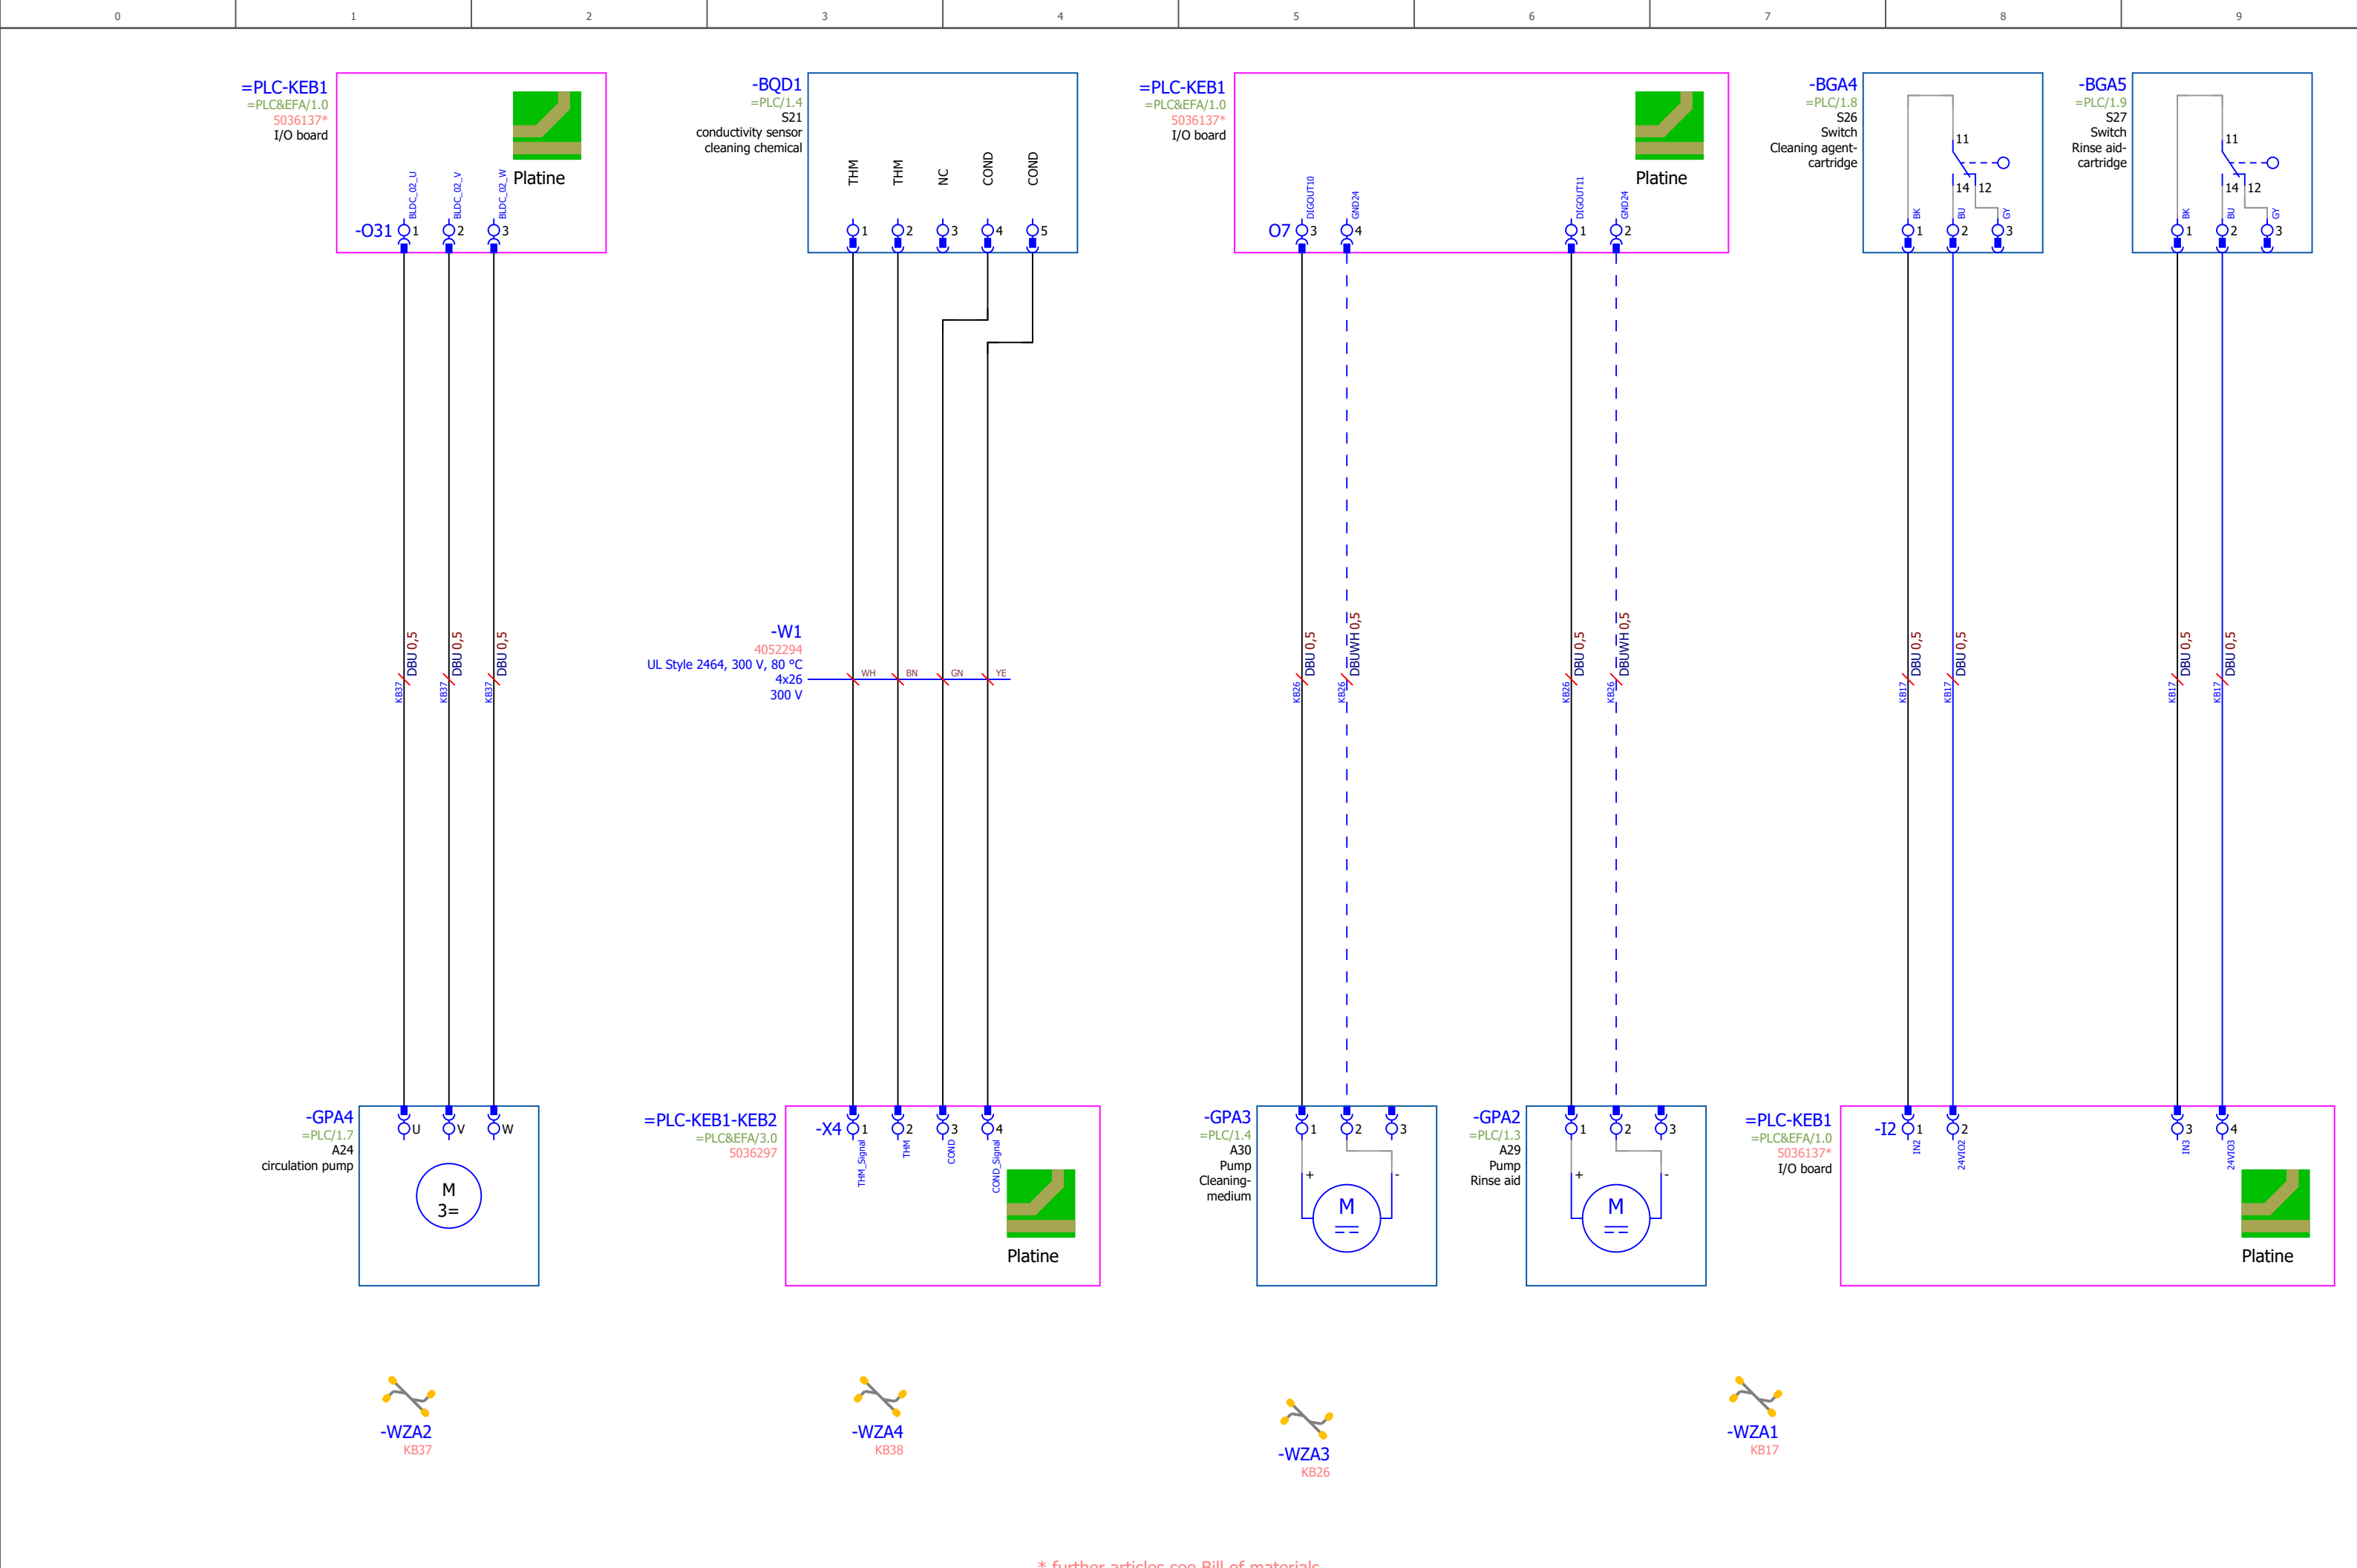 0 1 2 3 4 5 6 7 8 9
=PLC-KEB1
=PLC&EFA/1.0
5036137*
I/O board
Platine
BLDC_02_U
BLDC_02_V
BLDC_02_W
-O31 1 2 3
-BQD1
=PLC/1.4
S21
conductivity sensor
cleaning chemical
THM
THM
NC
COND
COND
1 2 3 4 5
=PLC-KEB1
=PLC&EFA/1.0
5036137*
I/O board
Platine
DIGOUT10
GND24
DIGOUT11
GND24
O7 3 4 1 2
-BGA4
=PLC/1.8
S26
Switch
Cleaning agent-
cartridge
11
14 12
BK
BU
GY
1 2 3
-BGA5
=PLC/1.9
S27
Switch
Rinse aid-
cartridge
11
14 12
BK
BU
GY
1 2 3
DBU 0,5
KB37
DBU 0,5
KB37
DBU 0,5
KB37
-W1
4052294
UL Style 2464, 300 V, 80 °C
4x26
300 V
WH BN GN YE
DBU 0,5
KB26
DBUWH 0,5
KB26
DBU 0,5
KB26
DBUWH 0,5
KB26
DBU 0,5
KB17
DBU 0,5
KB17
DBU 0,5
KB17
DBU 0,5
KB17
-GPA4
=PLC/1.7
A24
circulation pump
U V W
M
3=
=PLC-KEB1-KEB2
=PLC&EFA/3.0
5036297
-X4 1 2 3 4
THM_Signal
THM
COND
COND_Signal
Platine
-GPA3
=PLC/1.4
A30
Pump
Cleaning-
medium
1 2 3
+ -
M
-GPA2
=PLC/1.3
A29
Pump
Rinse aid
1 2 3
+ -
M
=PLC-KEB1
=PLC&EFA/1.0
5036137*
I/O board
-I2 1 2 3 4
IN2
24VIO2
IN3
24VIO3
Platine
-WZA2
KB37
-WZA4
KB38
-WZA3
KB26
-WZA1
KB17
* further articles see Bill of materials